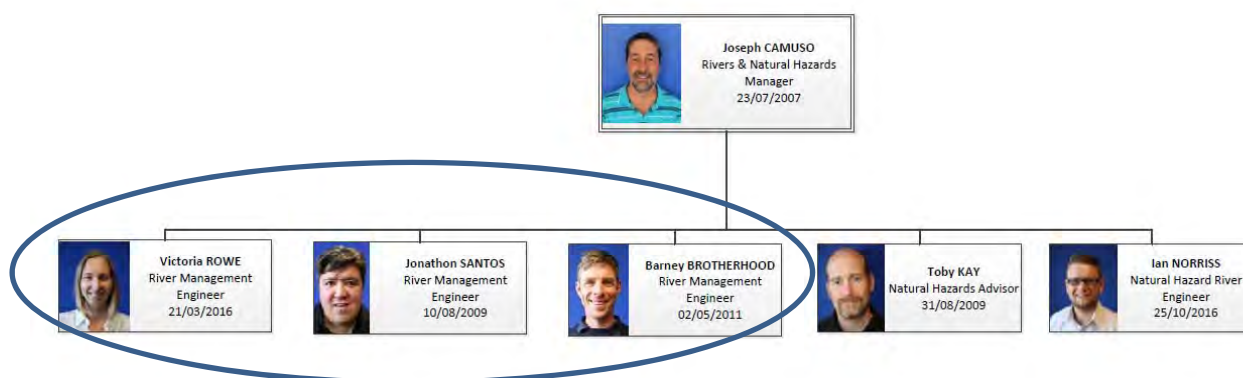 Joseph CAMUSO
Rivers & Natural Hazards
Manager
23/07/2007
Victoria ROWE
River Management
Engineer
21/03/2016
Jonathon SANTOS
River Management
Engineer
10/08/2009
Barney BROTHERHOOD
River Management
Engineer
02/05/2011
Toby KAY
Natural Hazards Advisor
31/08/2009
Ian NORRISS
Natural Hazard River
Engineer
25/10/2016